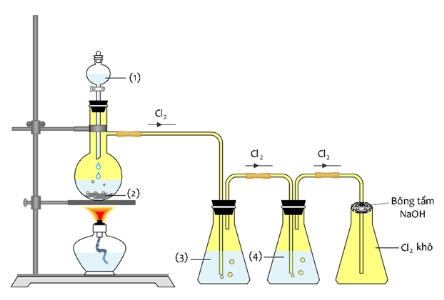 (1)
Cl2
(2)
Cl2
Cl2
Bông tẩm
NaOH
(3)
(4)
Cl2 khô